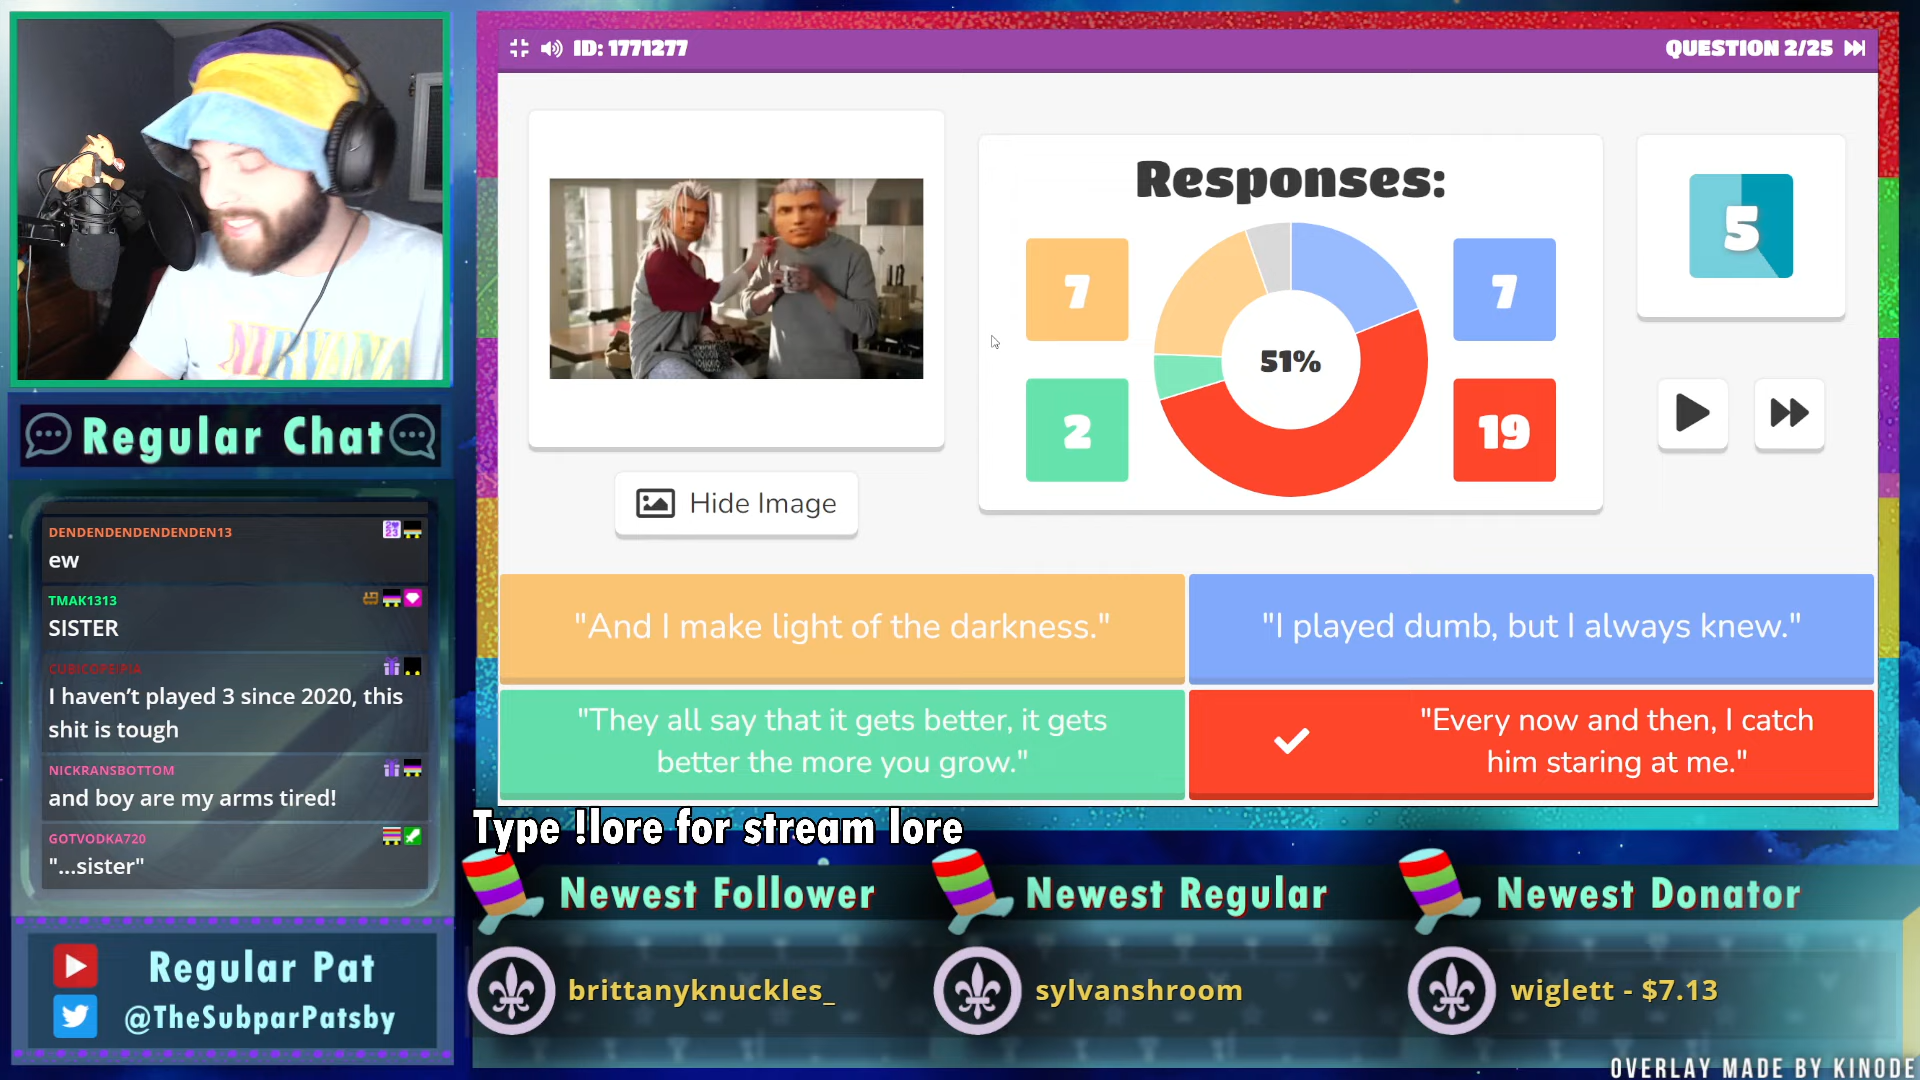 ID: 1771277
QUESTION 2/25
Responses:
7
7
5
51%
2
19
Hide Image
"And I make light of the darkness."
"I played dumb, but I always knew."
"They all say that it gets better, it gets
better the more you grow."
"Every now and then, I catch
him staring at me."
Regular Chat
DENDENDENDENDENDEN13
ew
TMAK1313
SISTER
I haven't played 3 since 2020, this
shit is tough
NICKRANSBOTTOM
and boy are my arms tired!
GOTVODKA720
"...sister"
Regular Pat
@TheSubparPatsby
Type !lore for stream lore
Newest Follower
brittanyknuckles_
Newest Regular
sylvanshroom
Newest Donator
wiglett - $7.13
OVERLAY MADE BY KINODE